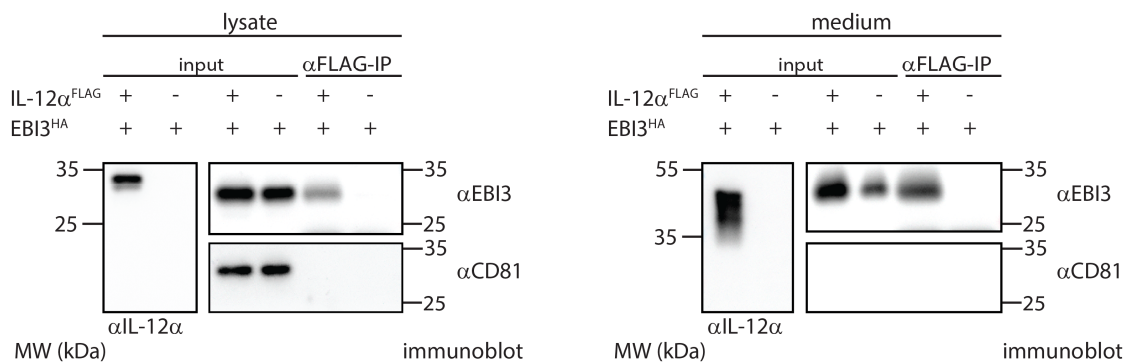 lysate
medium
input αFLAG-IP
input αFLAG-IP
IL-12αFLAG + - + - + -
IL-12αFLAG + - + - + -
EBI3HA + + + + + +
EBI3HA + + + + + +
35 35
55 35
αEBI3
αEBI3
25 25
35 25
35
35
αCD81
αCD81
25
25
αIL-12α
αIL-12α
MW (kDa) immunoblot
MW (kDa) immunoblot